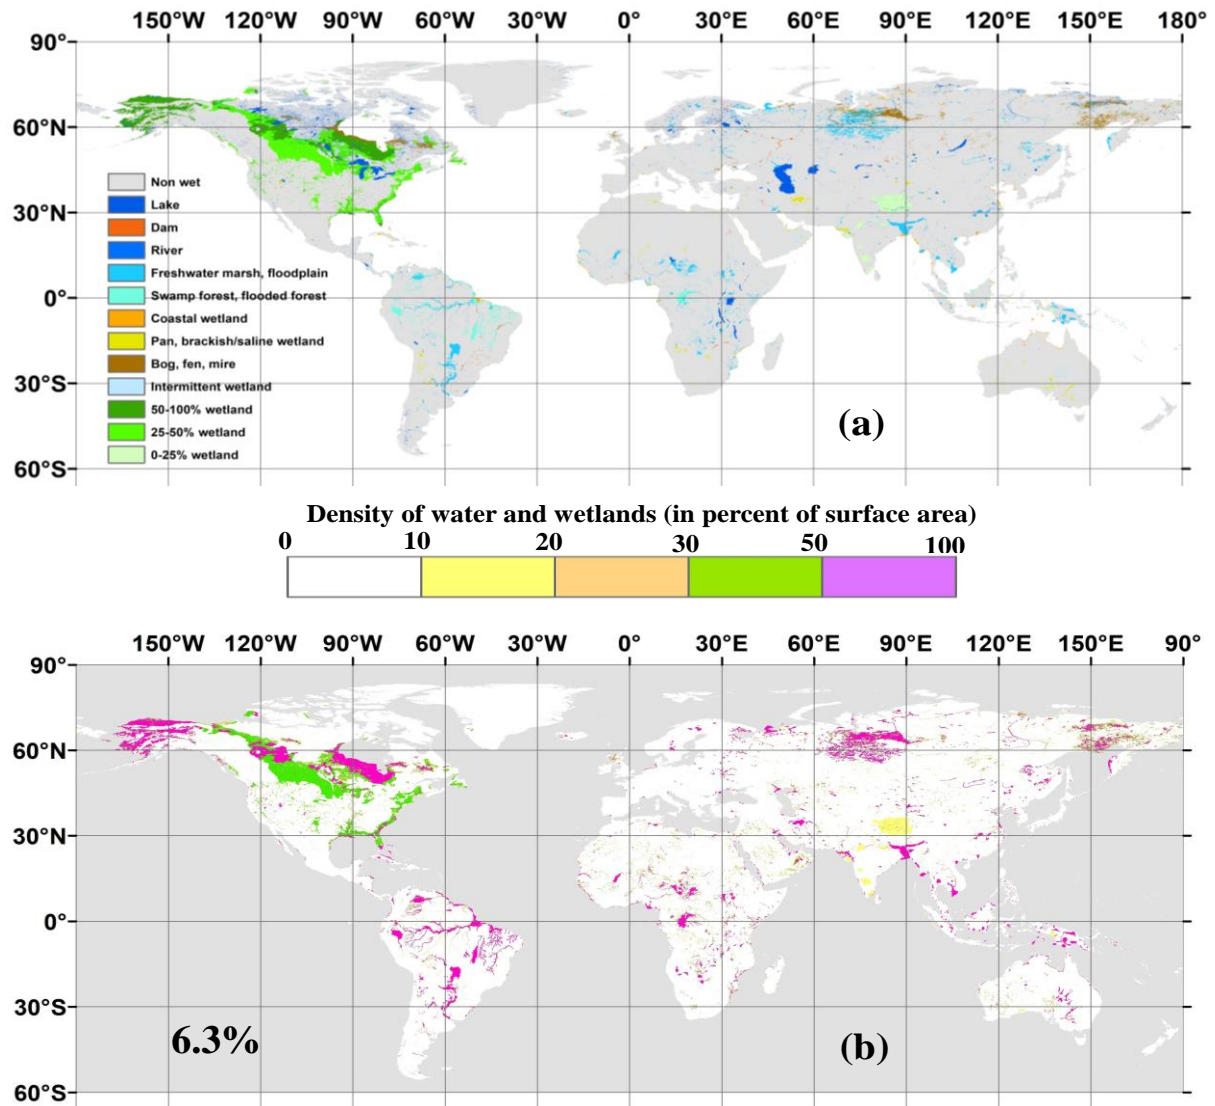 150°W 120°W 90°W 60°W 30°W 0° 30°E 60°E 90°E 120°E 150°E 180°
90°
60°N
30°N
0°
30°S
60°S
Non wet
Lake
Dam
River
Freshwater marsh, floodplain
Swamp forest, flooded forest
Coastal wetland
Pan, brackish/saline wetland
Bog, fen, mire
Intermittent wetland
50-100% wetland
25-50% wetland
0-25% wetland
(a)
Density of water and wetlands (in percent of surface area)
0 10 20 30 50 100
150°W 120°W 90°W 60°W 30°W 0° 30°E 60°E 90°E 120°E 150°E 90°
90°
60°N
30°N
0°
30°S
60°S
6.3%
(b)